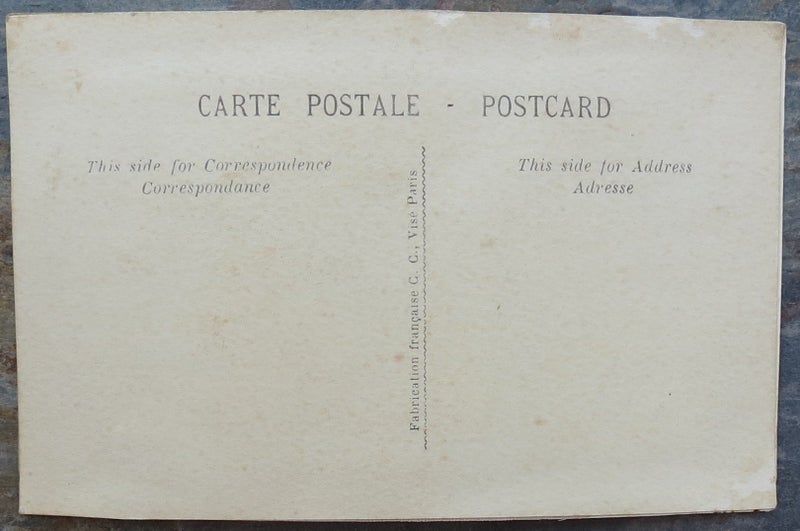 CARTE POSTALE - POSTCARD
This side for Correspondence
Correspondance
This side for Address
Adresse
Fabrication française C. C., Visé Paris